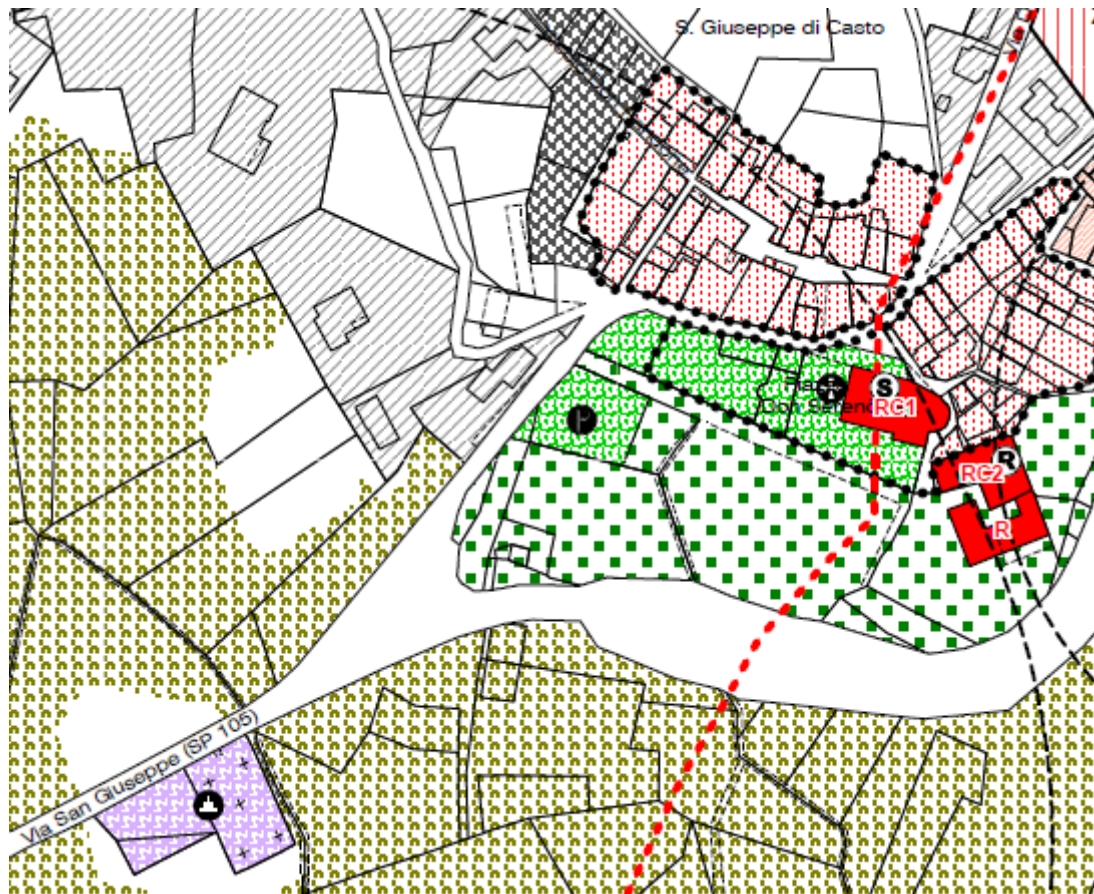 S. Giuseppe di Casto
S
RC1
R
RC2
R
P
Via San Giuseppe (SP 105)